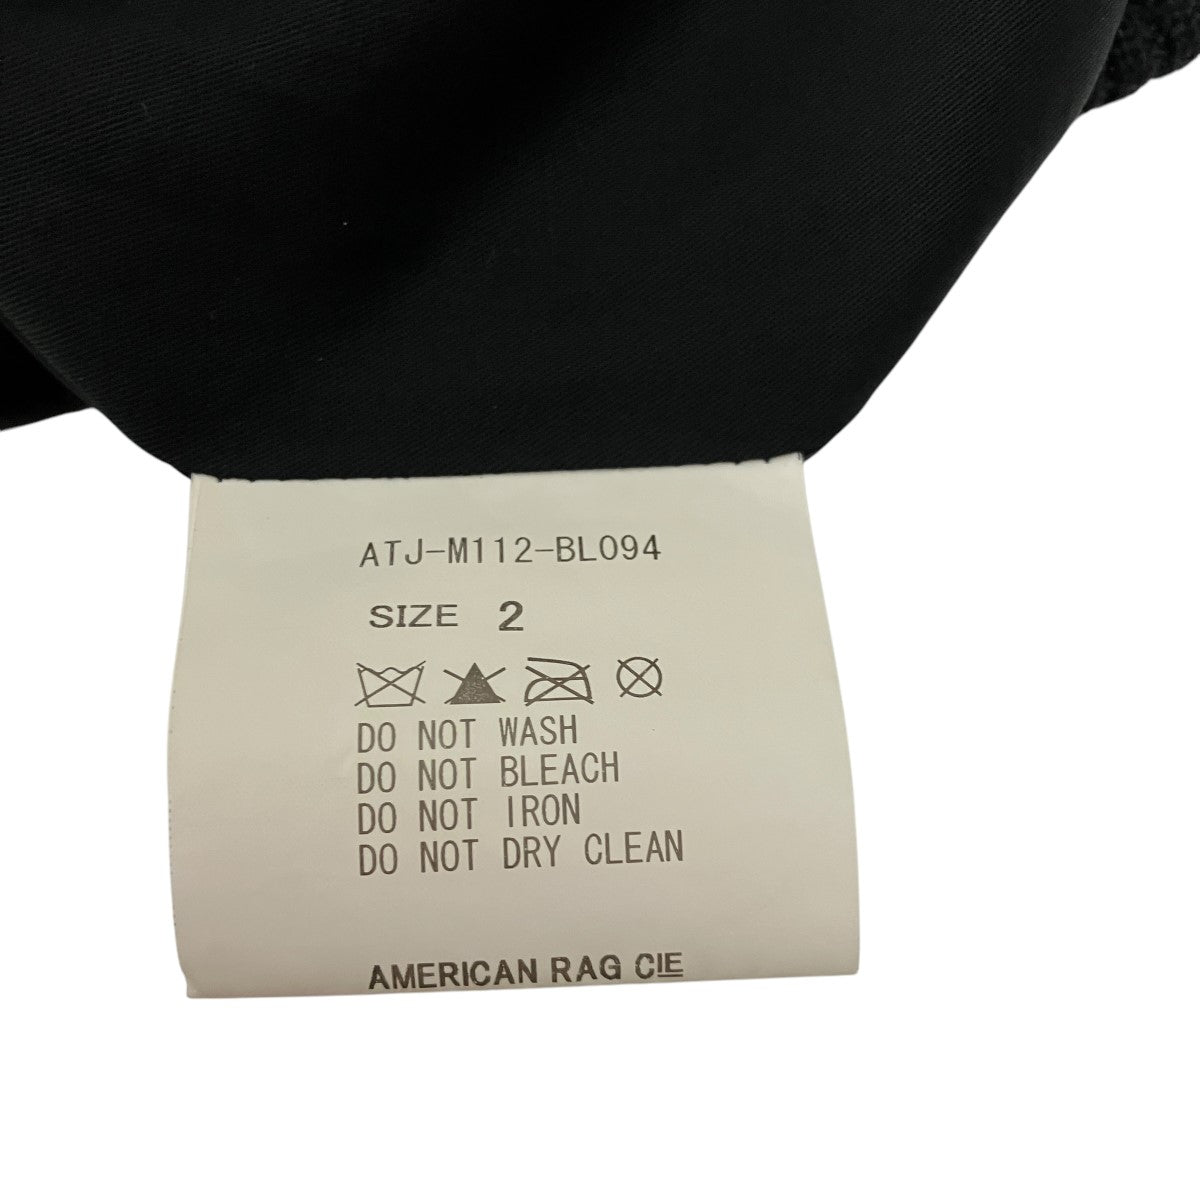 ATJ-M112-BL094
SIZE 2
DO NOT WASH
DO NOT BLEACH
DO NOT IRON
DO NOT DRY CLEAN
AMERICAN RAG CIE